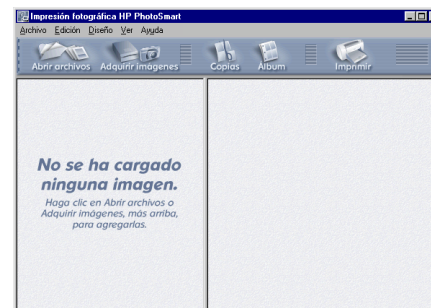 Impresión fotográfica HP PhotoSmart
Archivo Edición Diseño Ver Ayuda
Abrir archivos Adquirir imágenes Copias Álbum Imprimir
No se ha cargado
ninguna imagen.
Haga clic en Abrir archivos o
Adquirir imágenes, más arriba,
para agregarlas.